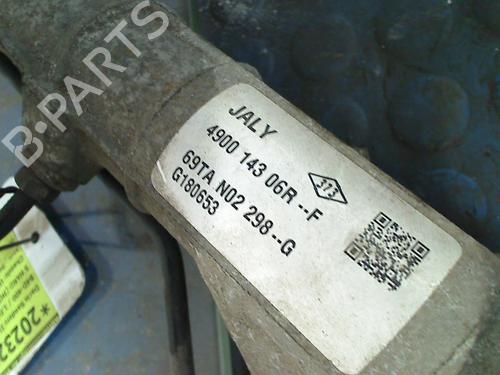 B-PARTS
JALY
4900 143 06R--F
69TA N02 298--G
G180653